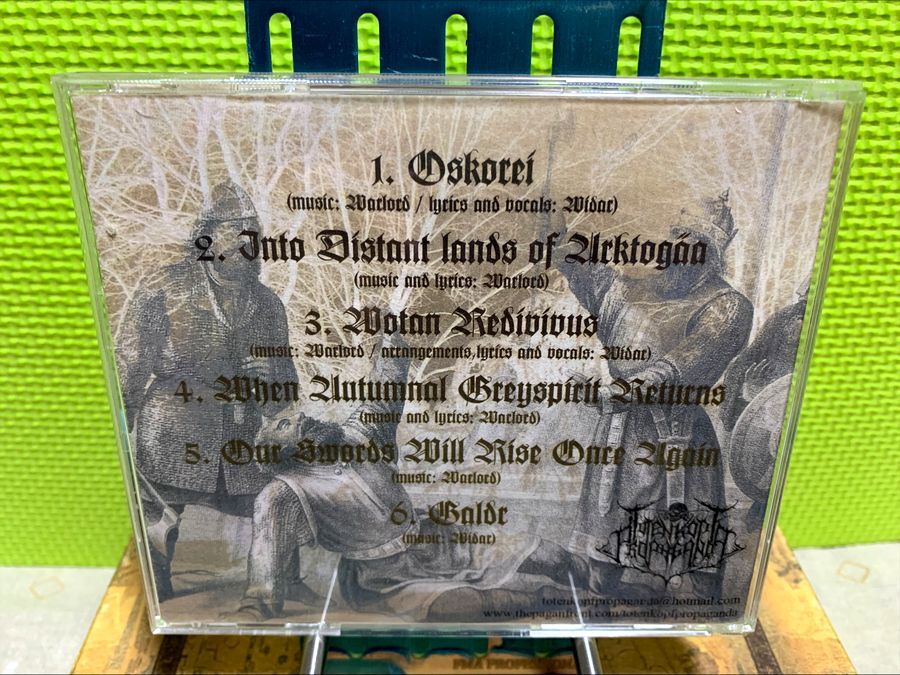 1. Oskorei
(music: Warlord / lyrics and vocals: Widar)
2. Into Distant lands of Arktogäa
(music and lyrics: Warlord)
3. Wotan Redivivus
(music: Warlord / arrangements, lyrics and vocals: Widar)
4. When Autumnal Greyspirit Returns
(music and lyrics: Warlord)
5. Our Swords Will Rise Once Again
(music: Warlord)
6. Galdr
(music: Widar)
Totenkopf
Propaganda
totenkopfpropaganda@hotmail.com
www.thepaganfront.com/totenkopfpropaganda